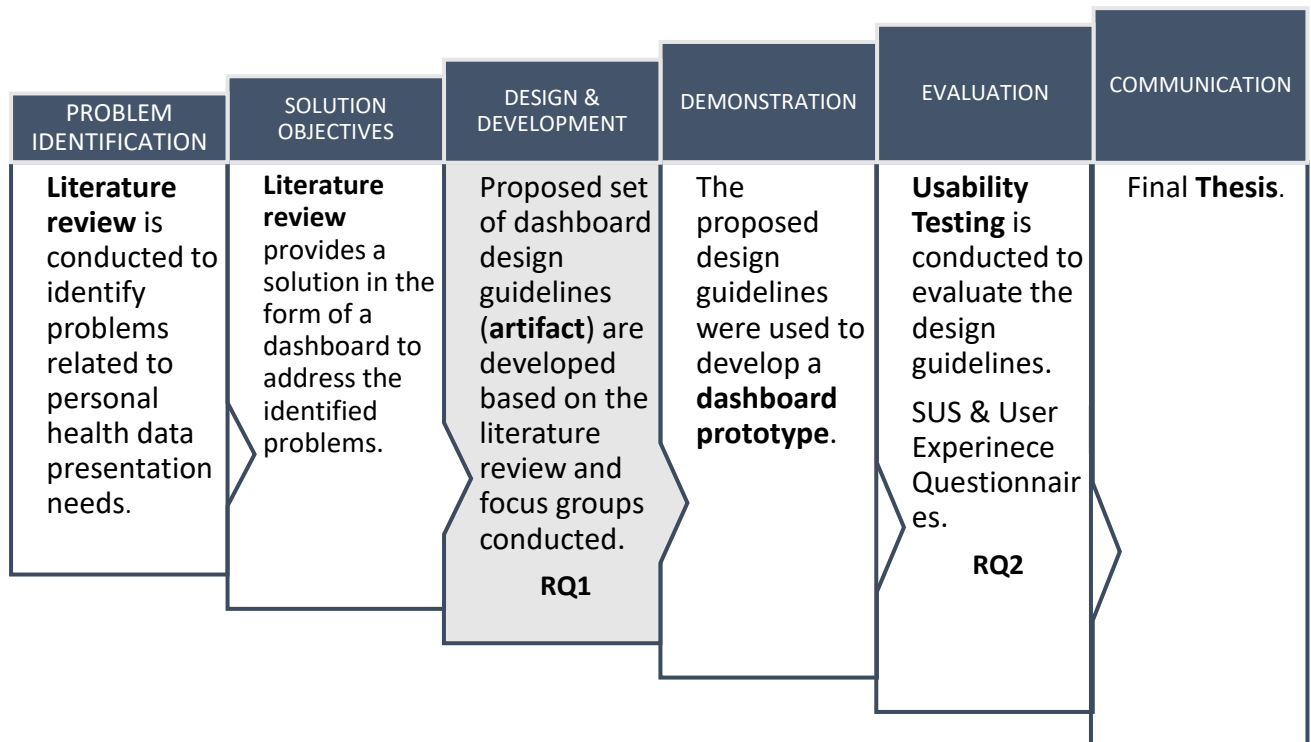 PROBLEM
IDENTIFICATION
Literature
review is
conducted to
identify
problems
related to
personal
health data
presentation
needs.
SOLUTION
OBJECTIVES
Literature
review
provides a
solution in the
form of a
dashboard to
address the
identified
problems.
DESIGN &
DEVELOPMENT
Proposed set
of dashboard
design
guidelines
(artifact) are
developed
based on the
literature
review and
focus groups
conducted.
RQ1
DEMONSTRATION
The
proposed
design
guidelines
were used to
develop a
dashboard
prototype.
EVALUATION
Usability
Testing is
conducted to
evaluate the
design
guidelines.
SUS & User
Experinece
Questionnair
es.
RQ2
COMMUNICATION
Final Thesis.